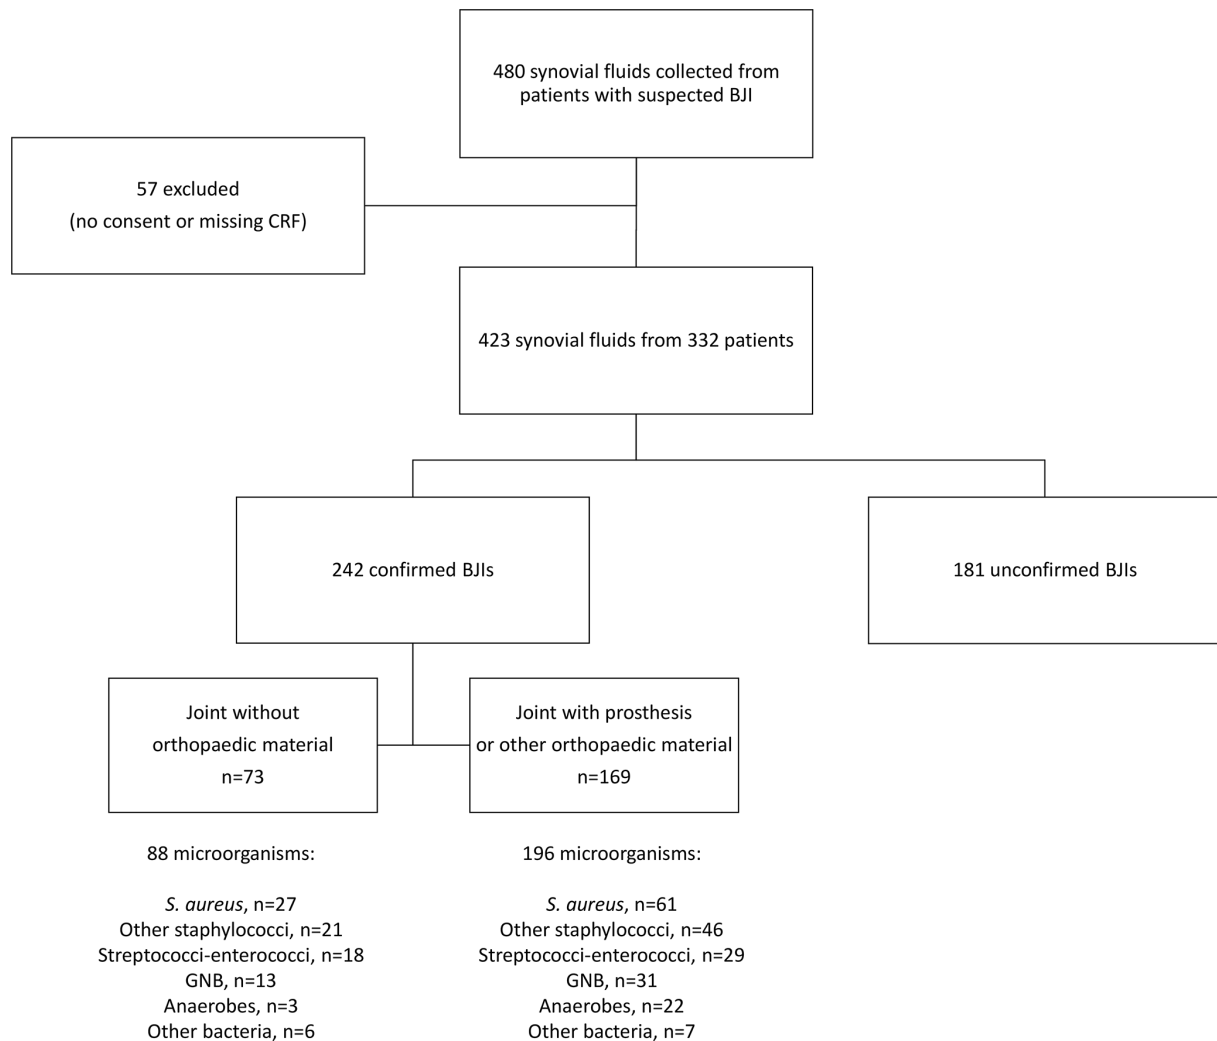 480 synovial fluids collected from
patients with suspected BJI
57 excluded
(no consent or missing CRF)
423 synovial fluids from 332 patients
242 confirmed BJIs
181 unconfirmed BJIs
Joint without
orthopaedic material
n=73
Joint with prosthesis
or other orthopaedic material
n=169
88 microorganisms:
S. aureus, n=27
Other staphylococci, n=21
Streptococci-enterococci, n=18
GNB, n=13
Anaerobes, n=3
Other bacteria, n=6
196 microorganisms:
S. aureus, n=61
Other staphylococci, n=46
Streptococci-enterococci, n=29
GNB, n=31
Anaerobes, n=22
Other bacteria, n=7